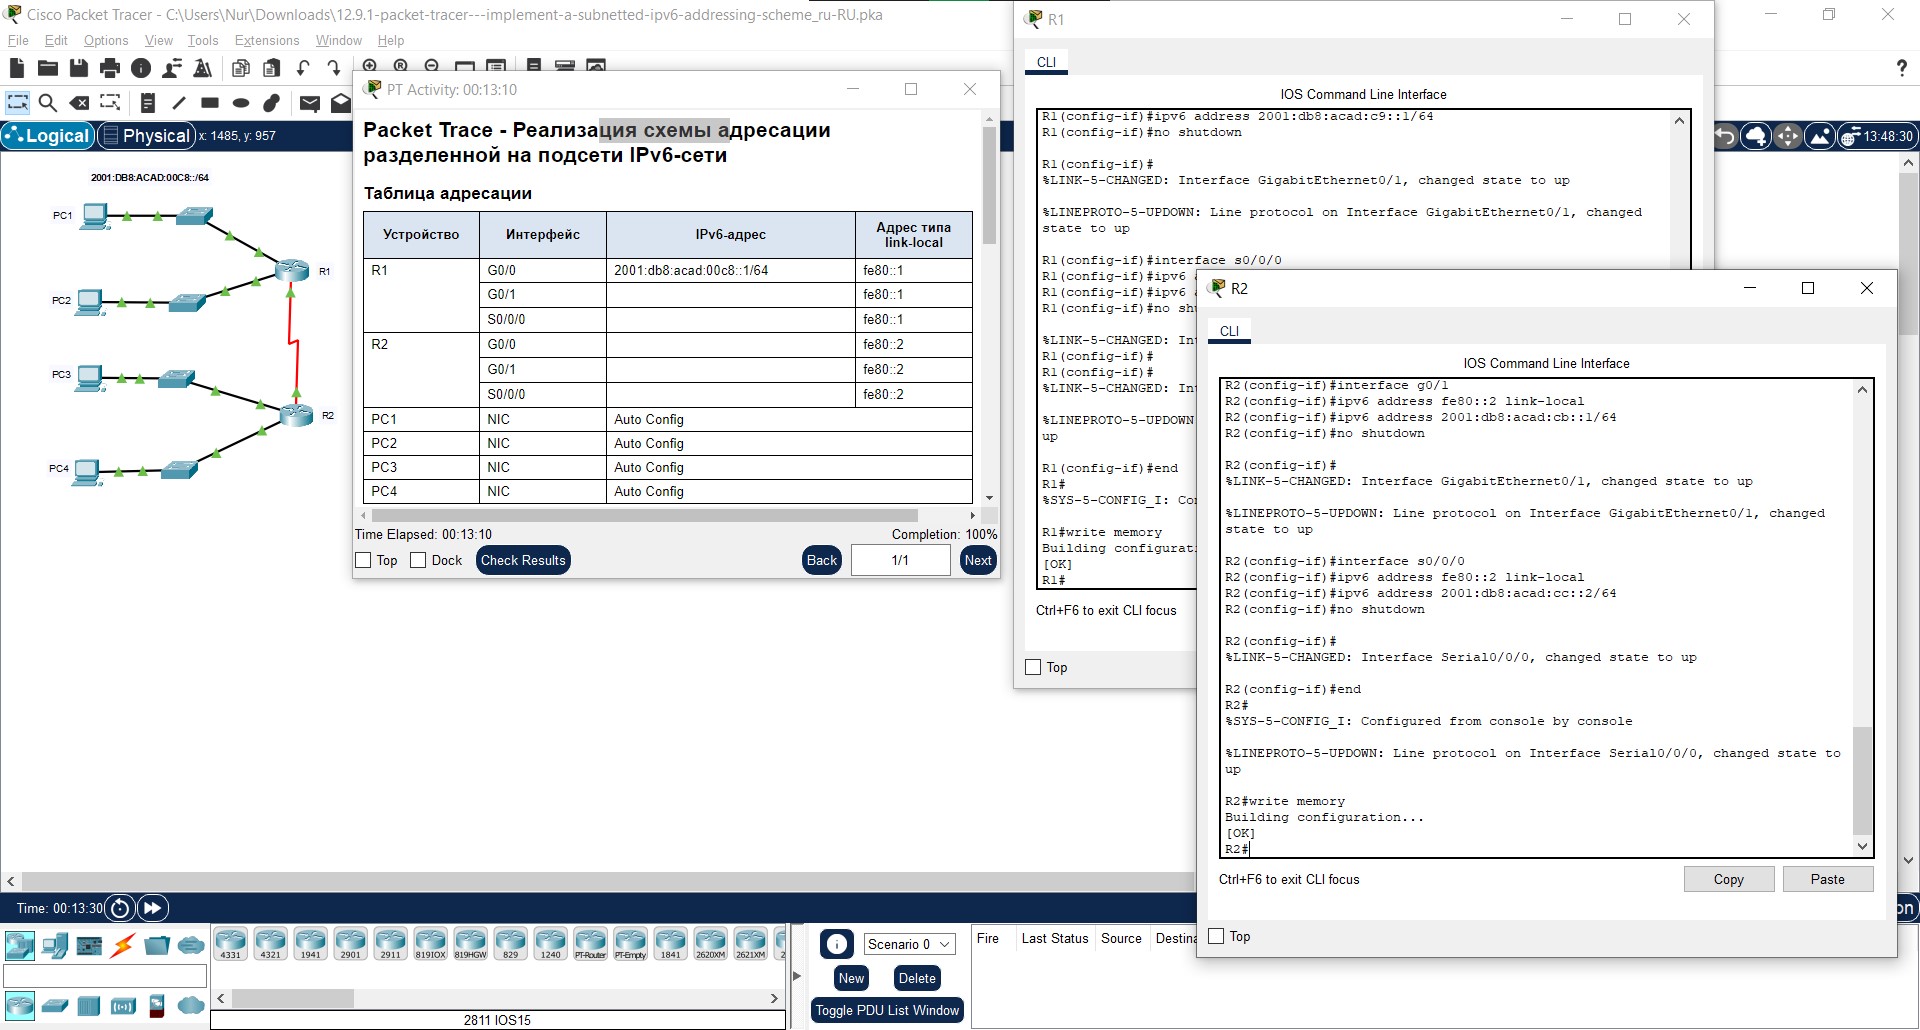 Cisco Packet Tracer - C:\Users\Nur\Downloads\12.9.1-packet-tracer---implement-a-subnetted-ipv6-addressing-scheme_ru-RU.pka
File Edit Options View Tools Extensions Window Help
Logical Physical x: 1485, y: 957
13:48:30
2001:DB8:ACAD:00C8::/64
PC1
R1
PC2
PC3
R2
PC4
PT Activity: 00:13:10
Packet Trace - Реализация схемы адресации
разделенной на подсети IPv6-сети
Таблица адресации
Устройство Интерфейс IPv6-адрес Адрес типа link-local
R1 G0/0 2001:db8:acad:00c8::1/64 fe80::1
G0/1 fe80::1
S0/0/0 fe80::1
R2 G0/0 fe80::2
G0/1 fe80::2
S0/0/0 fe80::2
PC1 NIC Auto Config
PC2 NIC Auto Config
PC3 NIC Auto Config
PC4 NIC Auto Config
Time Elapsed: 00:13:10 Completion: 100%
Top Dock Check Results Back 1/1 Next
R1
CLI
IOS Command Line Interface
R1(config-if)#ipv6 address 2001:db8:acad:c9::1/64
R1(config-if)#no shutdown
R1(config-if)#
%LINK-5-CHANGED: Interface GigabitEthernet0/1, changed state to up
%LINEPROTO-5-UPDOWN: Line protocol on Interface GigabitEthernet0/1, changed
state to up
R1(config-if)#interface s0/0/0
R1(config-if)#ipv6
R1(config-if)#ipv6
R1(config-if)#no
%LINK-5-CHANGED:
R1(config-if)#
R1(config-if)#
%LINK-5-CHANGED:
%LINEPROTO-5-UPDOWN
up
R1(config-if)#end
R1#
%SYS-5-CONFIG_I:
R1#write memory
Building
[OK]
R1#
Ctrl+F6 to exit CLI focus
Top
R2
CLI
IOS Command Line Interface
R2(config-if)#interface g0/1
R2(config-if)#ipv6 address fe80::2 link-local
R2(config-if)#ipv6 address 2001:db8:acad:cb::1/64
R2(config-if)#no shutdown
R2(config-if)#
%LINK-5-CHANGED: Interface GigabitEthernet0/1, changed state to up
%LINEPROTO-5-UPDOWN: Line protocol on Interface GigabitEthernet0/1, changed
state to up
R2(config-if)#interface s0/0/0
R2(config-if)#ipv6 address fe80::2 link-local
R2(config-if)#ipv6 address 2001:db8:acad:cc::2/64
R2(config-if)#no shutdown
R2(config-if)#
%LINK-5-CHANGED: Interface Serial0/0/0, changed state to up
R2(config-if)#end
R2#
%SYS-5-CONFIG_I: Configured from console by console
%LINEPROTO-5-UPDOWN: Line protocol on Interface Serial0/0/0, changed state to
up
R2#write memory
Building configuration...
[OK]
R2#
Ctrl+F6 to exit CLI focus Copy Paste
Top
Time: 00:13:30
4331 4321 1941 2901 2911 819IOX 819HGW 829 1240 PT-Router PT-Empty 1841 2620XM 2621XM
2811 IOS15
Scenario 0
New Delete
Toggle PDU List Window
Fire Last Status Source